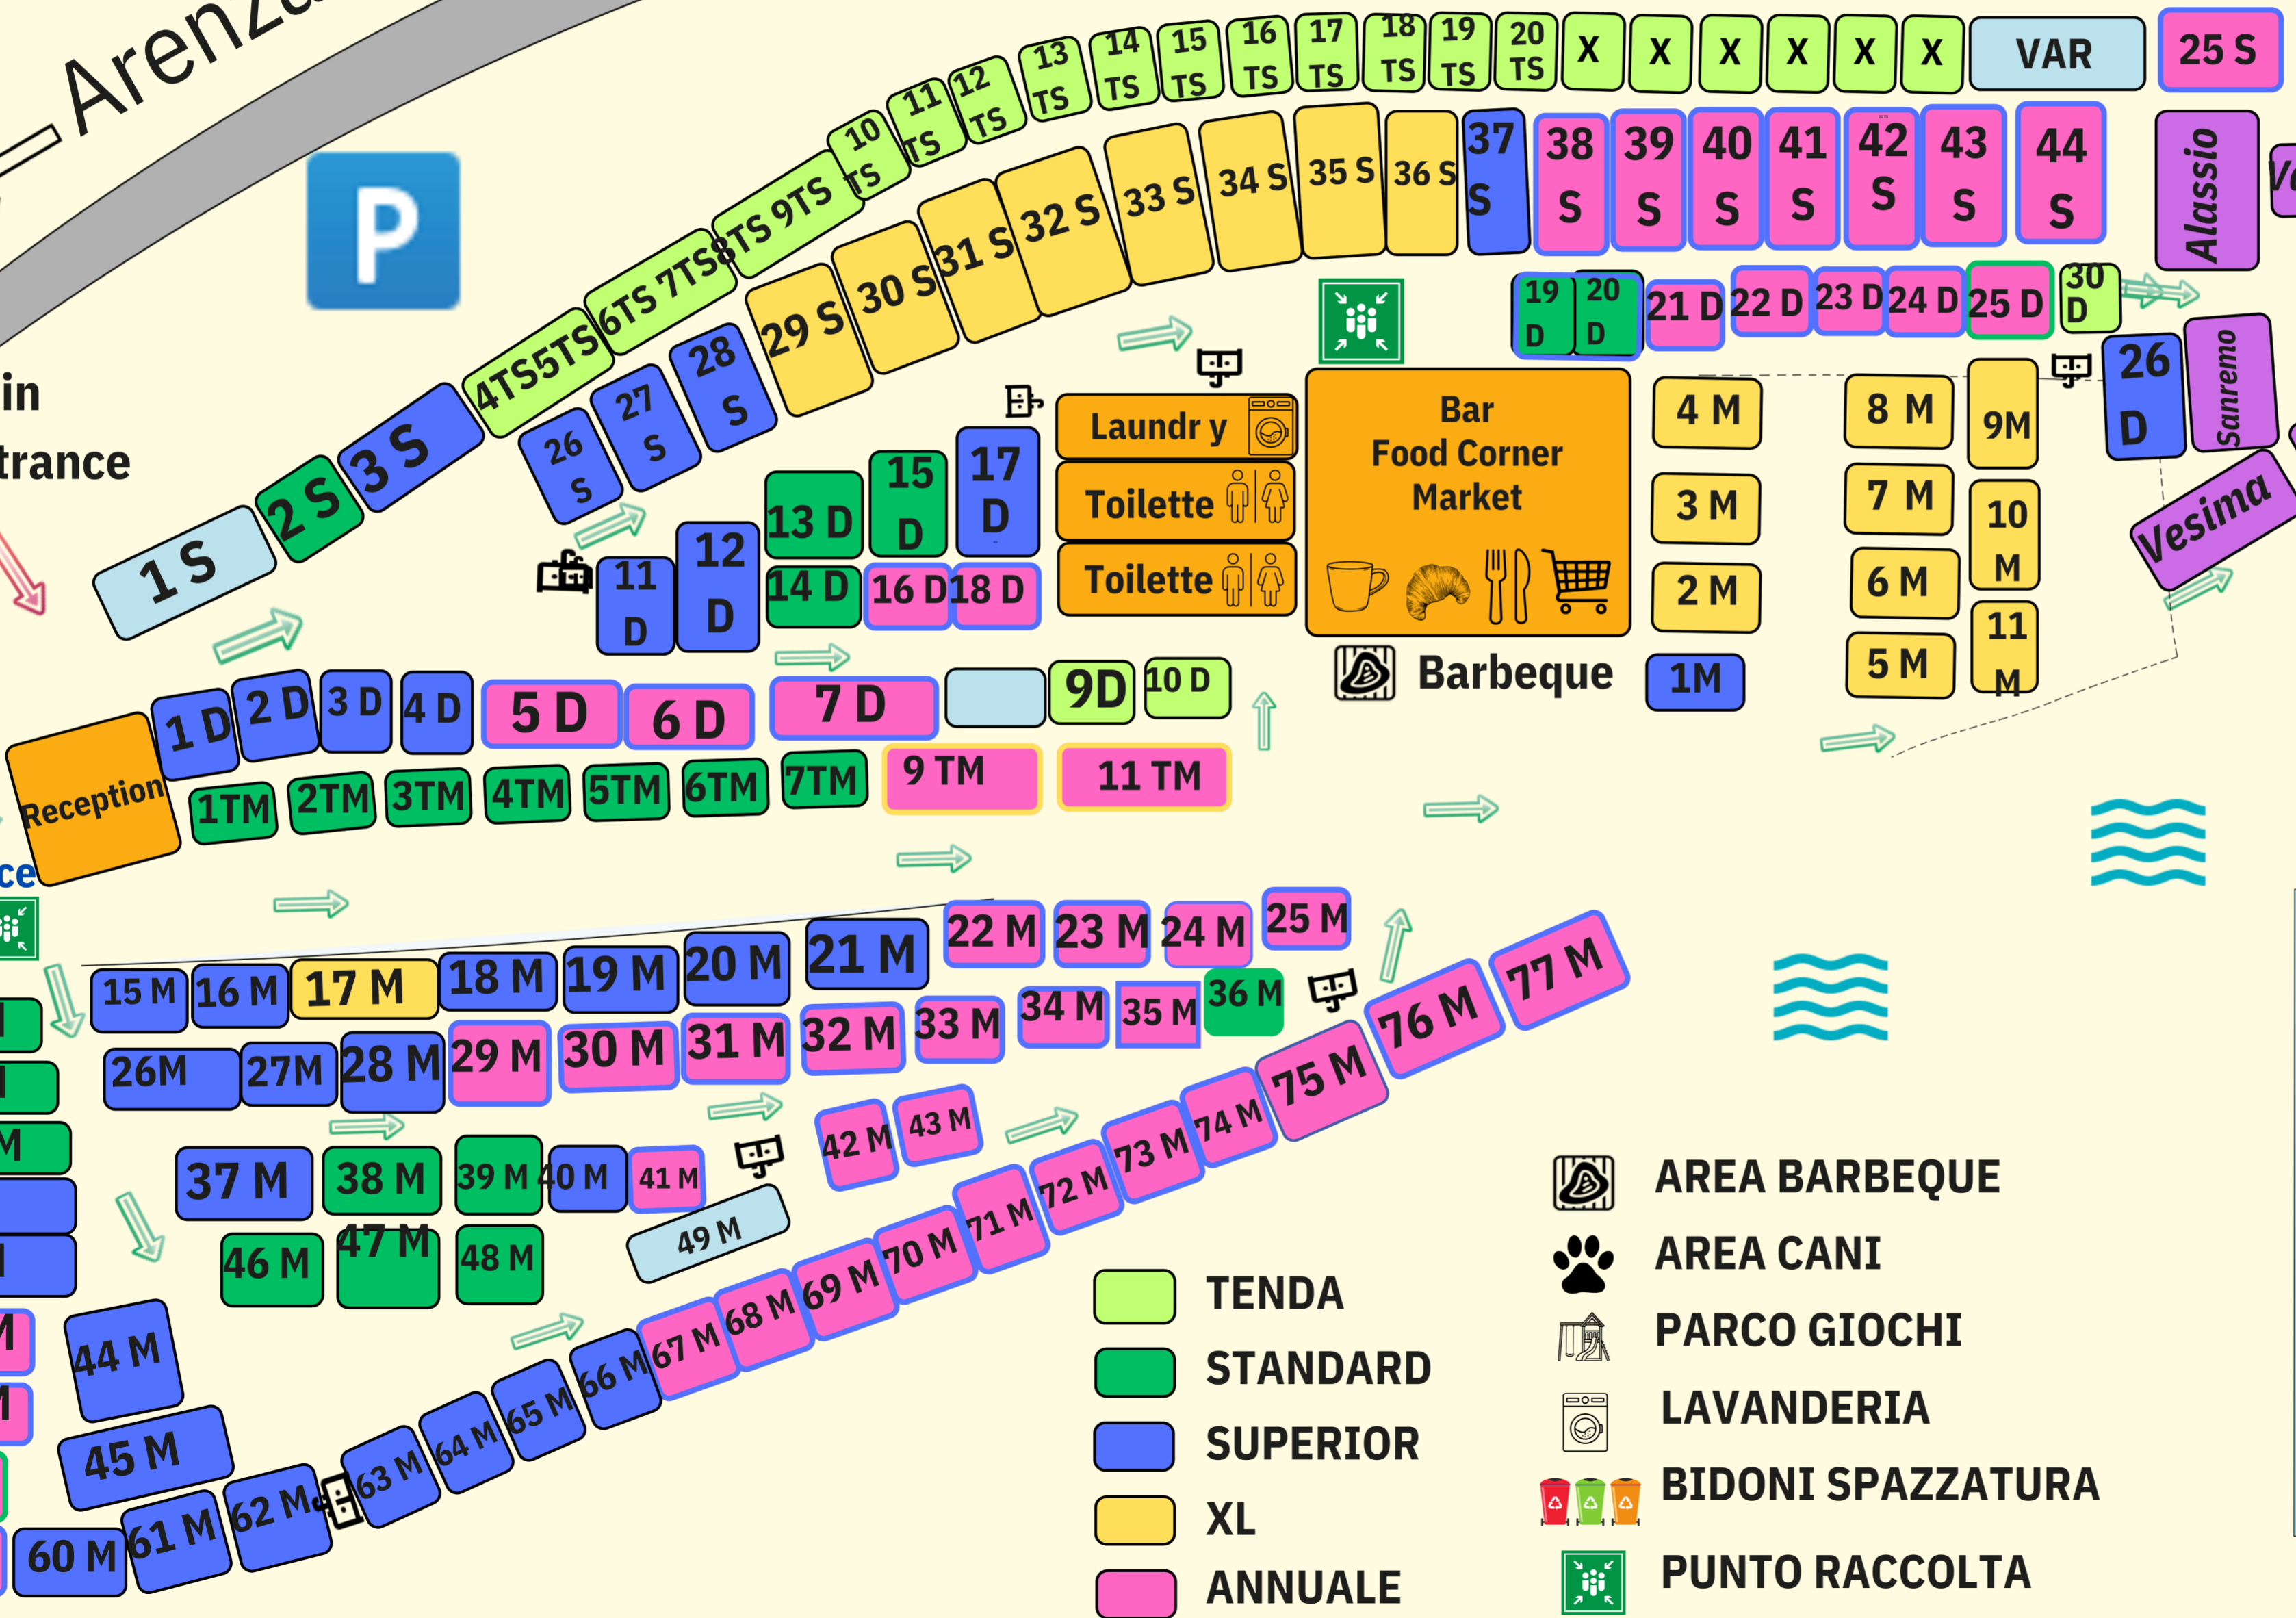 Arenza
P
in
trance
ce
13 TS
14 TS
15 TS
16 TS
17 TS
18 TS
19 TS
20 TS
X
X
X
X
X
X
VAR
25 S
12 TS
11 TS
10 TS
8TS 9TS
6TS 7TS
4TS5TS
3 S
2 S
1 S
26 S
27 S
28 S
29 S
30 S
31 S
32 S
33 S
34 S
35 S
36 S
37 S
38 S
39 S
40 S
41 S
42 S
43 S
44 S
Alassio
19 D
20 D
21 D
22 D
23 D
24 D
25 D
30 D
26 D
Sanremo
Vesima
11 D
12 D
13 D
14 D
15 D
16 D
17 D
18 D
Laundr y
Toilette
Toilette
Bar
Food Corner
Market
Barbeque
4 M
3 M
2 M
1M
8 M
7 M
6 M
5 M
9M
10 M
11 M
Reception
1 D
2 D
3 D
4 D
5 D
6 D
7 D
9D
10 D
1TM
2TM
3TM
4TM
5TM
6TM
7TM
9 TM
11 TM
15 M
16 M
17 M
18 M
19 M
20 M
21 M
22 M
23 M
24 M
25 M
26M
27M
28 M
29 M
30 M
31 M
32 M
33 M
34 M
35 M
36 M
37 M
38 M
39 M
40 M
41 M
42 M
43 M
46 M
47 M
48 M
49 M
44 M
45 M
60 M
61 M
62 M
63 M
64 M
65 M
66 M
67 M
68 M
69 M
70 M
71 M
72 M
73 M
74 M
75 M
76 M
77 M
TENDA
STANDARD
SUPERIOR
XL
ANNUALE
AREA BARBEQUE
AREA CANI
PARCO GIOCHI
LAVANDERIA
BIDONI SPAZZATURA
PUNTO RACCOLTA